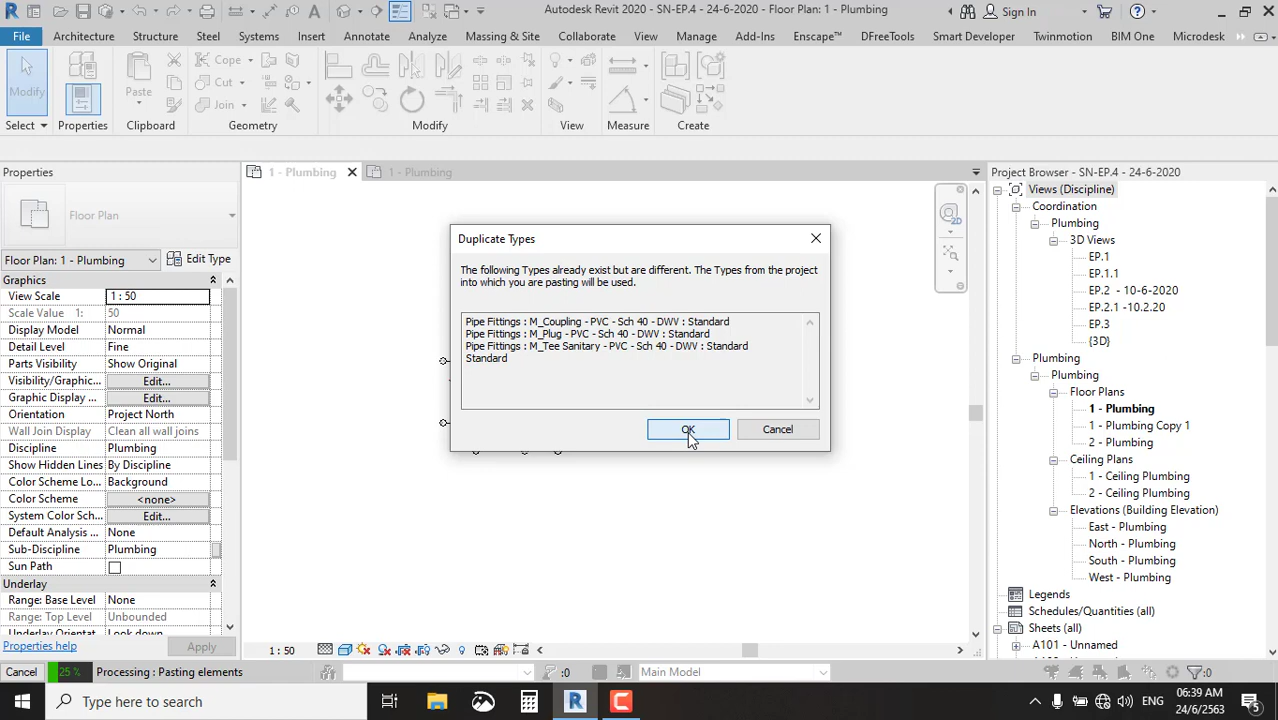 Autodesk Revit 2020 - SN-EP.4 - 24-6-2020 - Floor Plan: 1 - Plumbing
Sign In
File Architecture Structure Steel Systems Insert Annotate Analyze Massing & Site Collaborate View Manage Add-Ins Enscape™ DFreeTools Smart Developer Twinmotion BIM One Microdesk
Modify
Paste
Cope
Cut
Join
Select Properties Clipboard Geometry Modify View Measure Create
Properties
1 - Plumbing
1 - Plumbing
Project Browser - SN-EP.4 - 24-6-2020
Floor Plan
Floor Plan: 1 - Plumbing
Edit Type
Graphics
View Scale 1 : 50
Scale Value 1: 50
Display Model Normal
Detail Level Fine
Parts Visibility Show Original
Visibility/Graphic... Edit...
Graphic Display ... Edit...
Orientation Project North
Wall Join Display Clean all wall joins
Discipline Plumbing
Show Hidden Lines By Discipline
Color Scheme Lo... Background
Color Scheme <none>
System Color Sch... Edit...
Default Analysis ... None
Sub-Discipline Plumbing
Sun Path
Underlay
Range: Base Level None
Range: Top Level Unbounded
Underlay Orientat... Look down
Properties help
Apply
Duplicate Types
The following Types already exist but are different. The Types from the project
into which you are pasting will be used.
Pipe Fittings : M_Coupling - PVC - Sch 40 - DWV : Standard
Pipe Fittings : M_Plug - PVC - Sch 40 - DWV : Standard
Pipe Fittings : M_Tee Sanitary - PVC - Sch 40 - DWV : Standard
Standard
OK
Cancel
2D
Views (Discipline)
Coordination
Plumbing
3D Views
EP.1
EP.1.1
EP.2 - 10-6-2020
EP.2.1 -10.2.20
EP.3
{3D}
Plumbing
Plumbing
Floor Plans
1 - Plumbing
1 - Plumbing Copy 1
2 - Plumbing
Ceiling Plans
1 - Ceiling Plumbing
2 - Ceiling Plumbing
Elevations (Building Elevation)
East - Plumbing
North - Plumbing
South - Plumbing
West - Plumbing
Legends
Schedules/Quantities (all)
Sheets (all)
A101 - Unnamed
1 : 50
Cancel
25 %
Processing : Pasting elements
:0
Main Model
:0
Type here to search
ENG
06:39 AM
24/6/2563
5